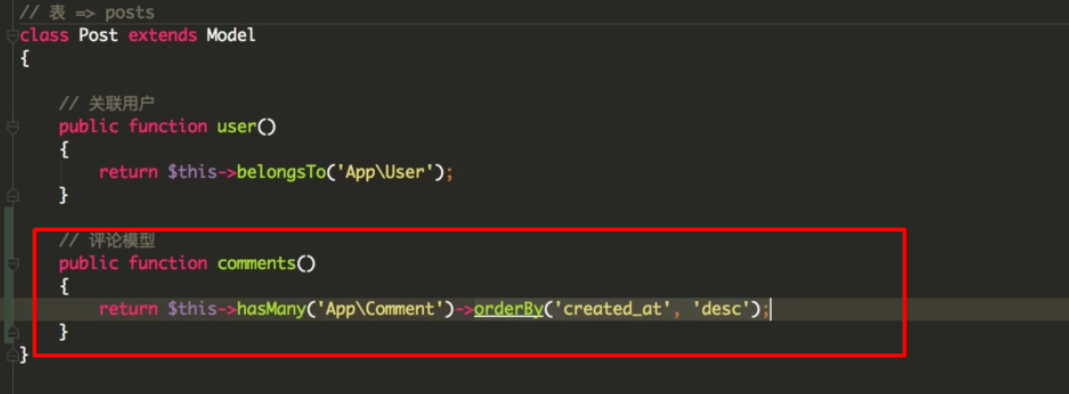 // 表 => posts
class Post extends Model
{
// 关联用户
public function user()
{
return $this->belongsTo('App\User');
}
// 评论模型
public function comments()
{
return $this->hasMany('App\Comment')->orderBy('created_at', 'desc');
}
}